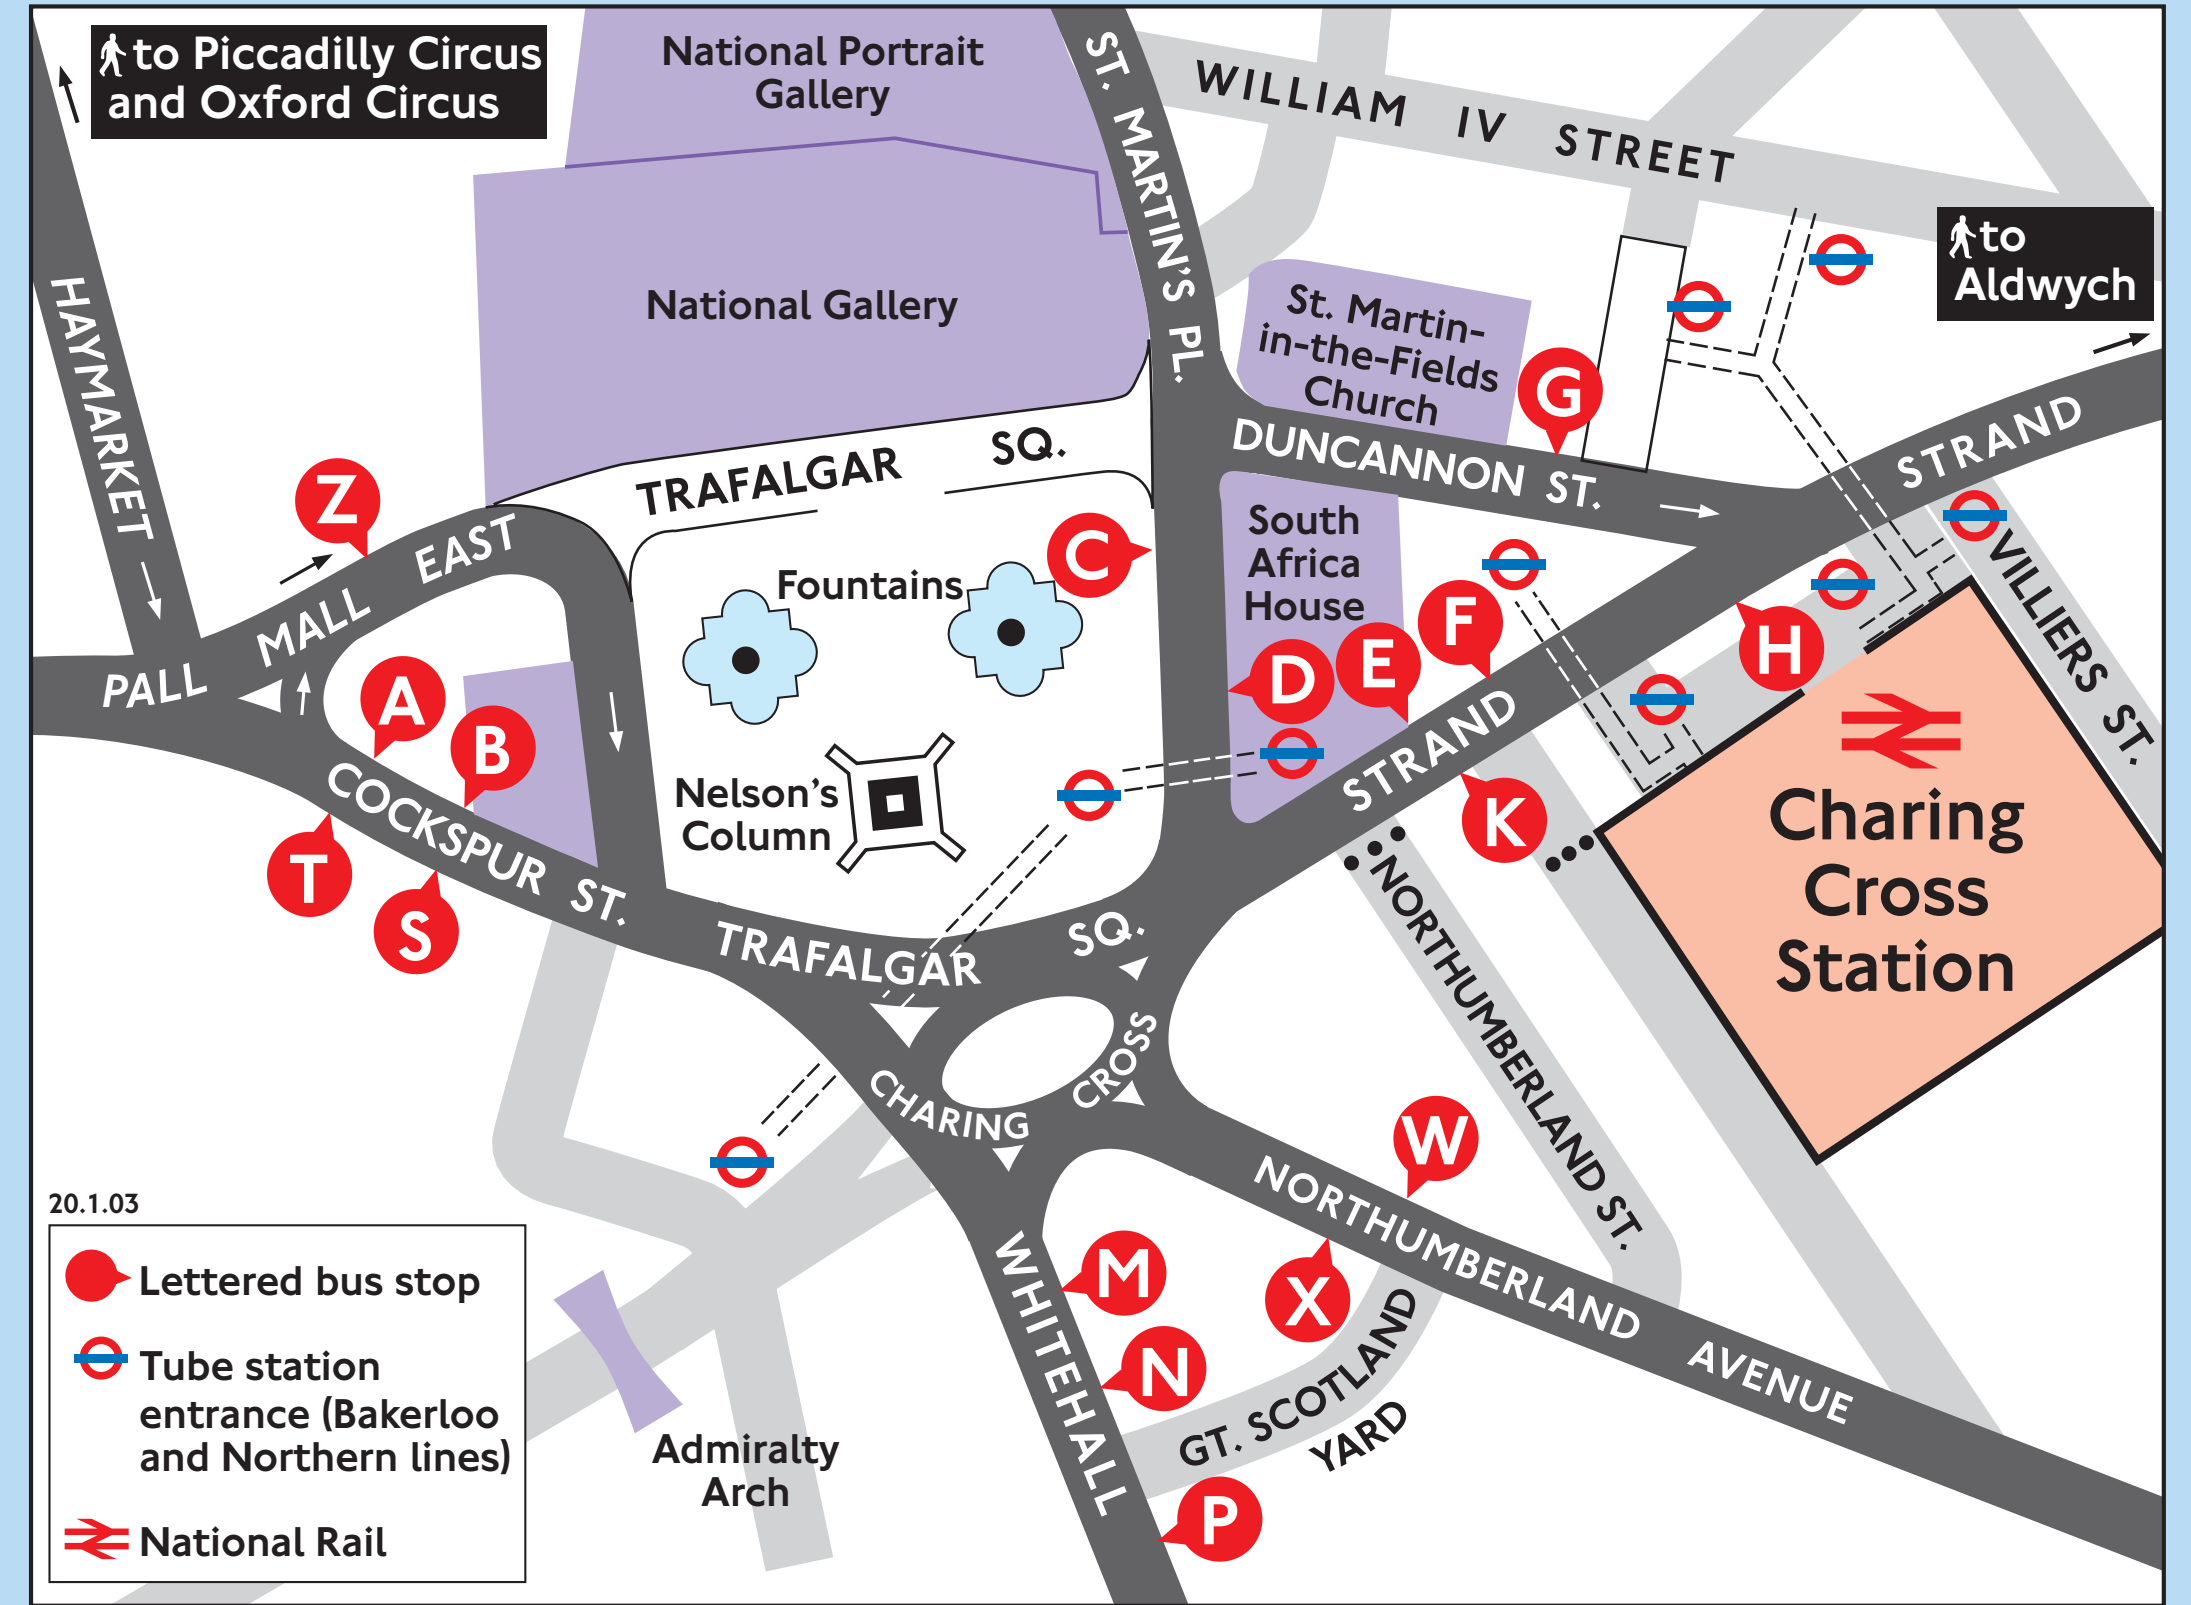 to Piccadilly Circus
and Oxford Circus
National Portrait
Gallery
ST. MARTIN'S PL.
WILLIAM IV STREET
to
Aldwych
HAYMARKET
National Gallery
St. Martin-
in-the-Fields
Church
G
DUNCANNON ST.
STRAND
TRAFALGAR SQ.
Z
PALL MALL EAST
Fountains
C
South
Africa
House
D
E
F
H
VILLIERS ST.
A
B
T
S
COCKSPUR ST.
Nelson's
Column
STRAND
K
Charing
Cross
Station
NORTHUMBERLAND ST.
TRAFALGAR SQ.
CHARING CROSS
W
X
NORTHUMBERLAND AVENUE
WHITEHALL
M
N
P
GT. SCOTLAND
YARD
Admiralty
Arch
20.1.03
Lettered bus stop
Tube station
entrance (Bakerloo
and Northern lines)
National Rail